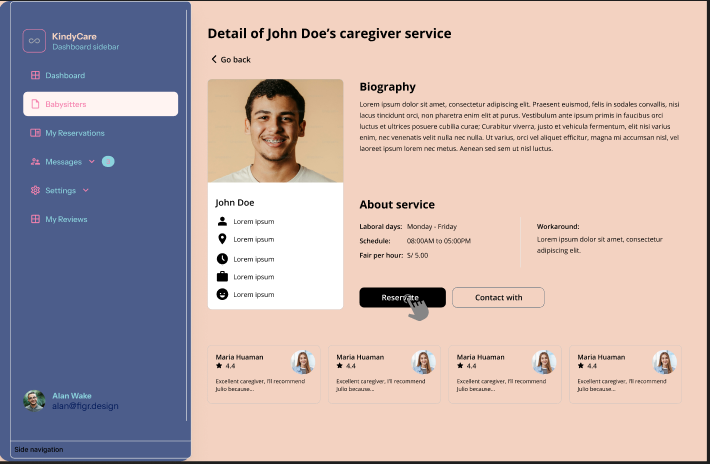 KindyCare
Dashboard sidebar
Dashboard
Babysitters
My Reservations
Messages
Settings
My Reviews
Alan Wake
alan@figr.design
Side navigation
Detail of John Doe's caregiver service
Go back
John Doe
Lorem ipsum
Lorem ipsum
Lorem ipsum
Lorem ipsum
Lorem ipsum
Biography
Lorem ipsum dolor sit amet, consectetur adipiscing elit. Praesent euismod, felis in sodales convallis, nisi
lacus tincidunt orci, non pharetra enim elit at purus. Vestibulum ante ipsum primis in faucibus orci
luctus et ultrices posuere cubilia curae; Curabitur viverra, justo et vehicula fermentum, elit nisi varius
enim, nec venenatis velit nulla nec nulla. Ut varius, orci vel aliquet efficitur, magna mi accumsan nisl, vel
laoreet ipsum lorem nec metus. Aenean sed sem ut nisl luctus.
About service
Laboral days: Monday - Friday
Schedule: 08:00AM to 05:00PM
Fair per hour: S/ 5.00
Workaround:
Lorem ipsum dolor sit amet, consectetur
adipiscing elit.
Contact with
Maria Huaman
4.4
Excellent caregiver, I'll recommend
Julio because...
Maria Huaman
4.4
Excellent caregiver, I'll recommend
Julio because...
Maria Huaman
4.4
Excellent caregiver, I'll recommend
Julio because...
Maria Huaman
4.4
Excellent caregiver, I'll recommend
Julio because...